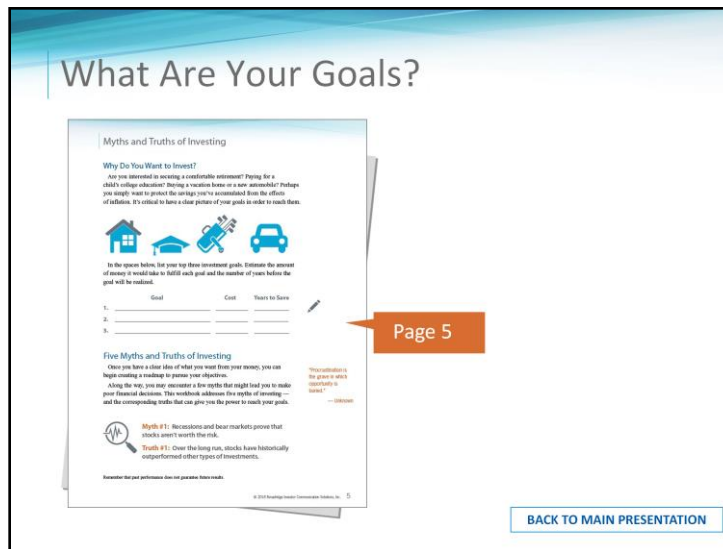 What Are Your Goals?
Myths and Truths of Investing
Why Do You Want to Invest?
Are you interested in securing a comfortable retirement? Paying for a
child's college education? Buying a vacation home or a new automobile? Perhaps
you simply want to protect the savings you've accumulated from the effects
of inflation. It's critical to have a clear picture of your goals in order to reach them.
In the spaces below, list your top three investment goals. Estimate the amount
of money it would take to fulfill each goal and the number of years before the
goal will be realized.
Goal Cost Years to Save
1.
2.
3.
Page 5
Five Myths and Truths of Investing
Once you have a clear idea of what you want from your money, you can
begin creating a roadmap to pursue your objectives.
Along the way, you may encounter a few myths that might lead you to make
poor financial decisions. This workbook addresses five myths of investing —
and the corresponding truths that can give you the power to reach your goals.
"Procrastination is
the grave in which
opportunity is
buried."
— Unknown
Myth #1: Recessions and bear markets prove that
stocks aren't worth the risk.
Truth #1: Over the long run, stocks have historically
outperformed other types of investments.
Remember that past performance does not guarantee future results.
Broadridge Investor Communication Solutions, Inc. 5
BACK TO MAIN PRESENTATION